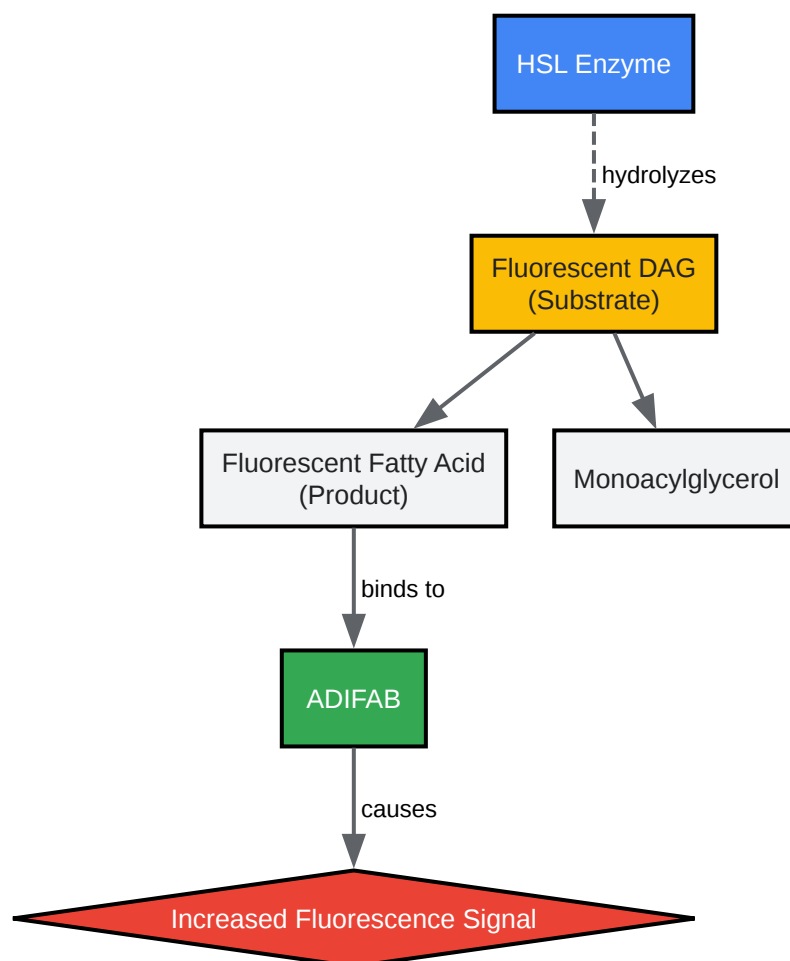 HSL Enzyme
hydrolyzes
Fluorescent DAG
(Substrate)
Fluorescent Fatty Acid
(Product)
Monoacylglycerol
binds to
ADIFAB
causes
Increased Fluorescence Signal